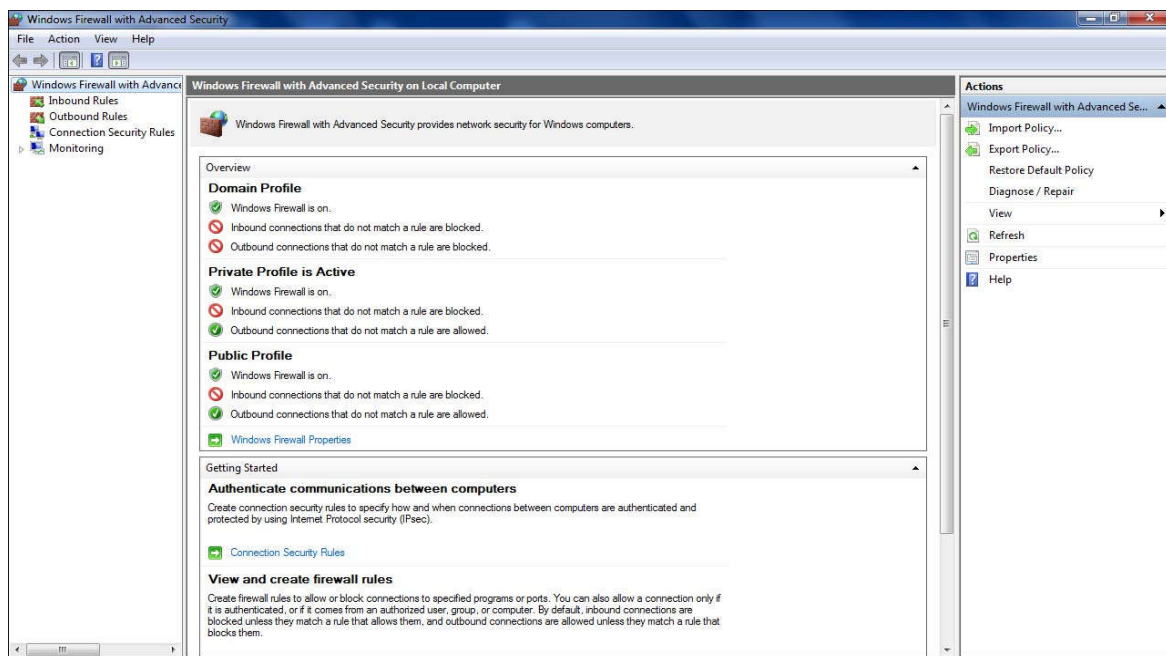 Windows Firewall with Advanced Security
File Action View Help
Windows Firewall with Advance
Inbound Rules
Outbound Rules
Connection Security Rules
Monitoring
Windows Firewall with Advanced Security on Local Computer
Windows Firewall with Advanced Security provides network security for Windows computers.
Overview
Domain Profile
Windows Firewall is on.
Inbound connections that do not match a rule are blocked.
Outbound connections that do not match a rule are blocked.
Private Profile is Active
Windows Firewall is on.
Inbound connections that do not match a rule are blocked.
Outbound connections that do not match a rule are allowed.
Public Profile
Windows Firewall is on.
Inbound connections that do not match a rule are blocked.
Outbound connections that do not match a rule are allowed.
Windows Firewall Properties
Getting Started
Authenticate communications between computers
Create connection security rules to specify how and when connections between computers are authenticated and
protected by using Internet Protocol security (IPsec).
Connection Security Rules
View and create firewall rules
Create firewall rules to allow or block connections to specified programs or ports. You can also allow a connection only if
it is authenticated, or if it comes from an authorized user, group, or computer. By default, inbound connections are
blocked unless they match a rule that allows them, and outbound connections are allowed unless they match a rule that
blocks them.
Actions
Windows Firewall with Advanced Se...
Import Policy...
Export Policy...
Restore Default Policy
Diagnose / Repair
View
Refresh
Properties
Help